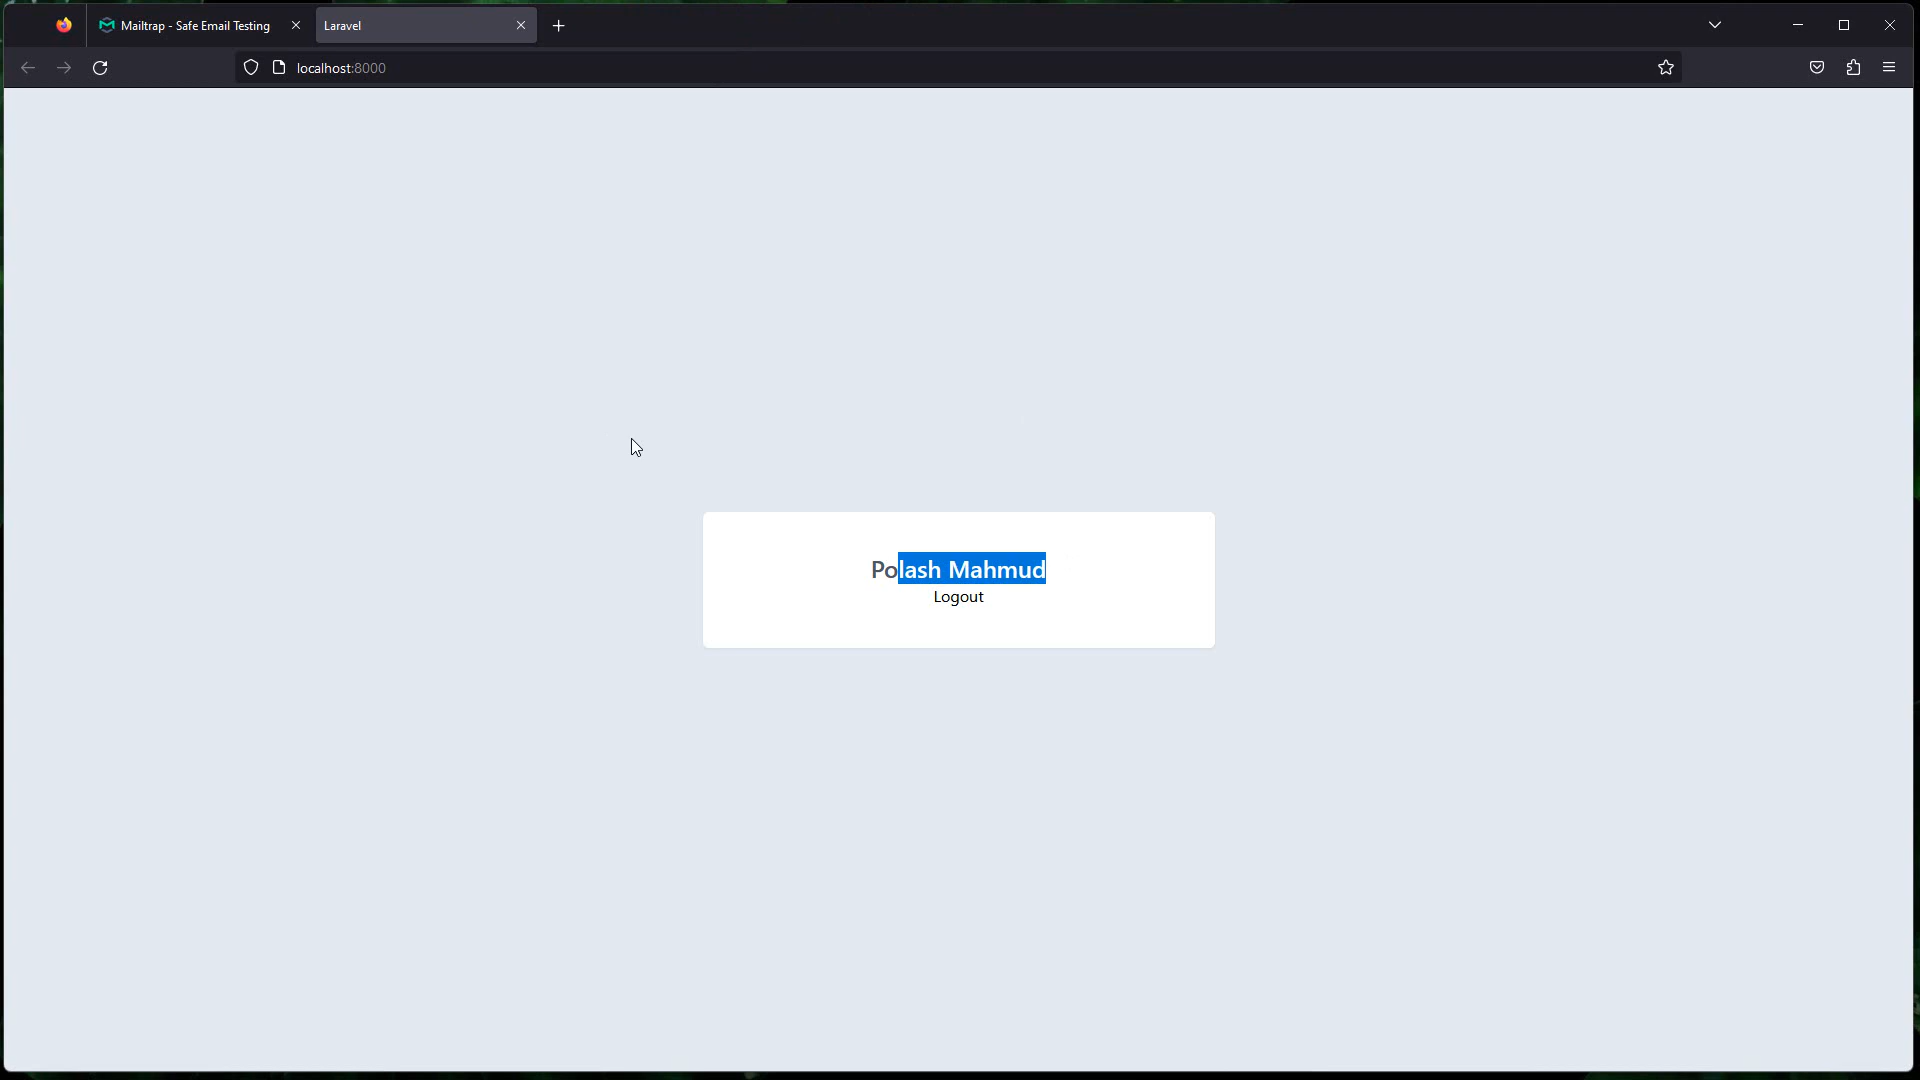 Mailtrap - Safe Email Testing
Laravel
localhost:8000
Polash Mahmud
Logout